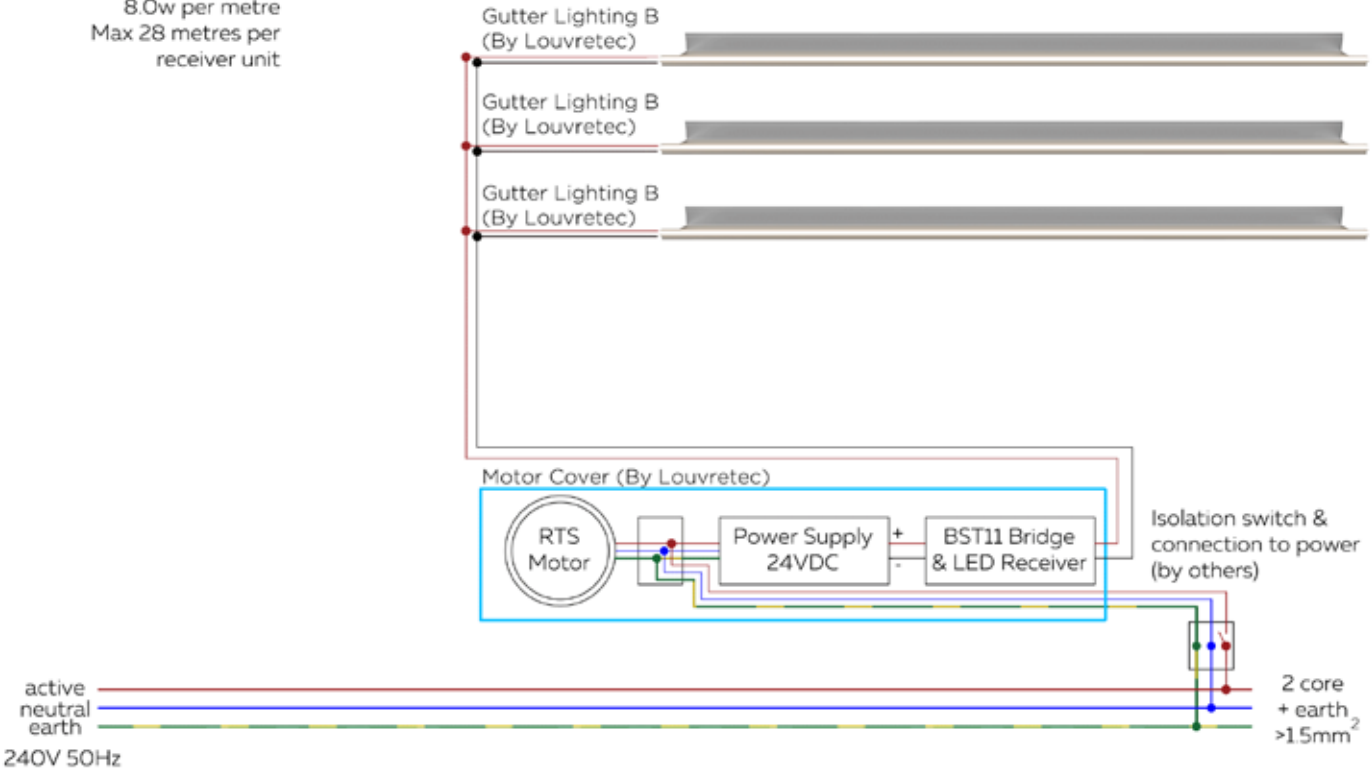 8.0w per metre
Max 28 metres per
receiver unit
Gutter Lighting B
(By Louvretec)
Gutter Lighting B
(By Louvretec)
Gutter Lighting B
(By Louvretec)
Motor Cover (By Louvretec)
RTS
Motor
Power Supply
24VDC
+
-
BST11 Bridge
& LED Receiver
Isolation switch &
connection to power
(by others)
active
neutral
earth
240V 50Hz
2 core
+ earth
>1.5mm²